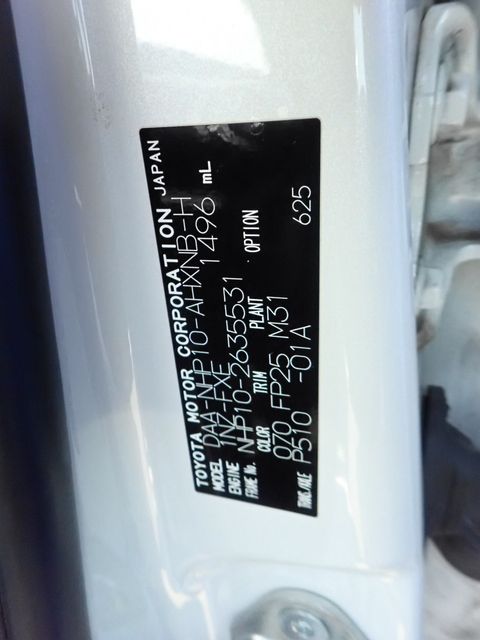 TOYOTA MOTOR CORPORATION JAPAN
MODEL DAA-NHP10-AHXNB-H
ENGINE 1NZ-FXE 1496 mL
FRAME No. NHP10-2635531
COLOR TRIM PLANT OPTION
070 FP25 M31
TRANS/AXLE P510 -01A 625